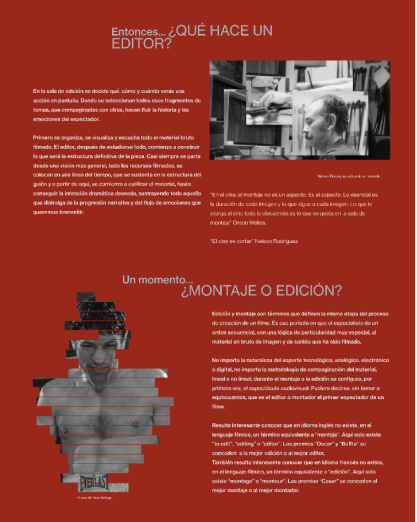 Entonces... ¿QUÉ HACE UN
EDITOR?
En la sala de edición se decide qué, cómo y cuándo verás una
acción en pantalla. Donde se seleccionan todos esos fragmentos de
tomas, que compaginadas con otras, hacen fluir la historia y las
emociones del espectador.
Primero se organiza, se visualiza y escucha todo el material bruto
filmado. El editor, después de estudiarse todo, comienza a construir
lo que será la estructura definitiva de la pieza. Casi siempre se parte
desde una visión más general, todo los recursos filmados, se
colocan en una línea del tiempo, que se sustenta en la estructura del
guión y a partir de aquí, se comienza a estilizar el material, hasta
conseguir la intención dramática deseada, sustrayendo todo aquello
que distraiga de la progresión narrativa y del flujo de emociones que
queremos transmitir.
Nelson Rodríguez
"En el cine, el montaje no es un aspecto. Es el aspecto. Lo esencial es
la duración de cada imagen y lo que sigue a cada imagen. Lo que le
otorga al cine toda la elocuencia es lo que se gesta en la sala de
montaje" Orson Welles.
"El cine es cortar" Nelson Rodríguez
Un momento...
¿MONTAJE O EDICIÓN?
Edición y montaje son términos que definen la misma etapa del proceso
de creación de un filme. Es ese período en que el especialista da un
orden secuencial, con una lógica de particularidad muy especial, al
material en bruto de imagen y de sonido que ha sido filmado.
No importa la naturaleza del soporte tecnológico, analógico, electrónico
o digital, no importa la metodología de compaginación del material,
lineal o no lineal, durante el montaje o la edición se configura, por
primera vez, el espectáculo audiovisual. Pudiera decirse, sin temor a
equivocarnos, que es el editor o montador el primer espectador de un
filme.
Resulta interesante conocer que en idioma inglés no existe, en el
lenguaje fílmico, un término equivalente a "montaje". Aquí solo existe
"to edit", "editing" o "editor". Los premios "Oscar" y "Baffta" se
conceden a la mejor edición o al mejor editor.
También resulta interesante conocer que en idioma francés no existe,
en el lenguaje fílmico, un término equivalente a "edición". Aquí solo
existe "montage" o "monteur". Los premios "Cesar" se conceden al
mejor montaje o al mejor montador.
EVERLAST